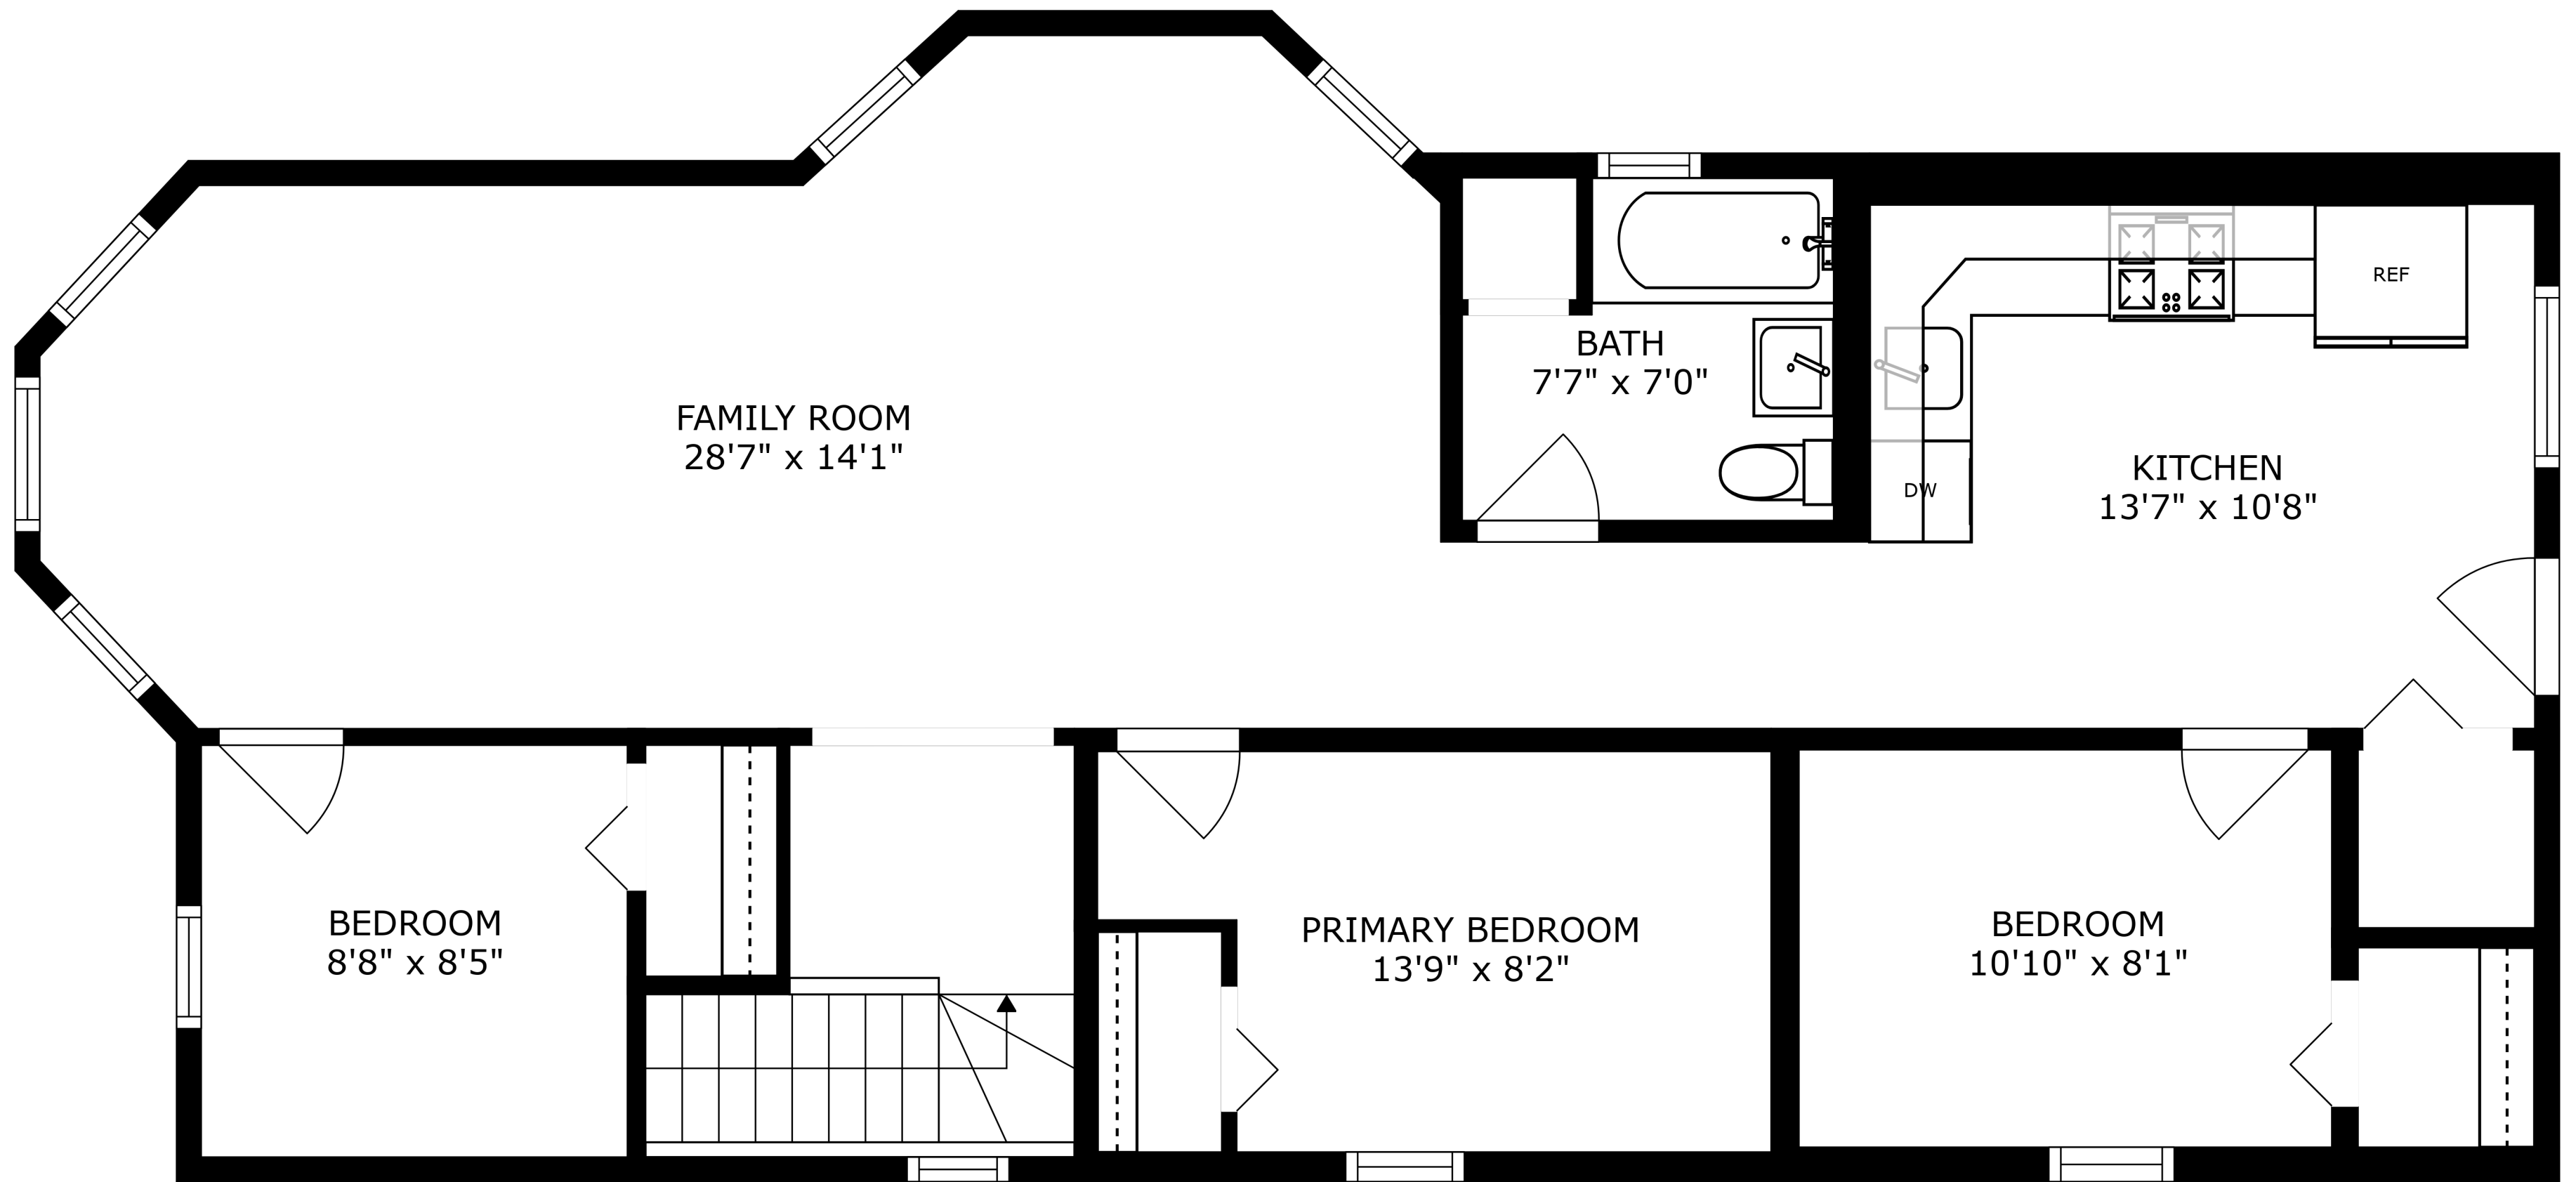 REF
BATH
7'7" x 7'0"
FAMILY ROOM
28'7" x 14'1"
KITCHEN
13'7" x 10'8"
DW
BEDROOM
8'8" x 8'5"
PRIMARY BEDROOM
13'9" x 8'2"
BEDROOM
10'10" x 8'1"